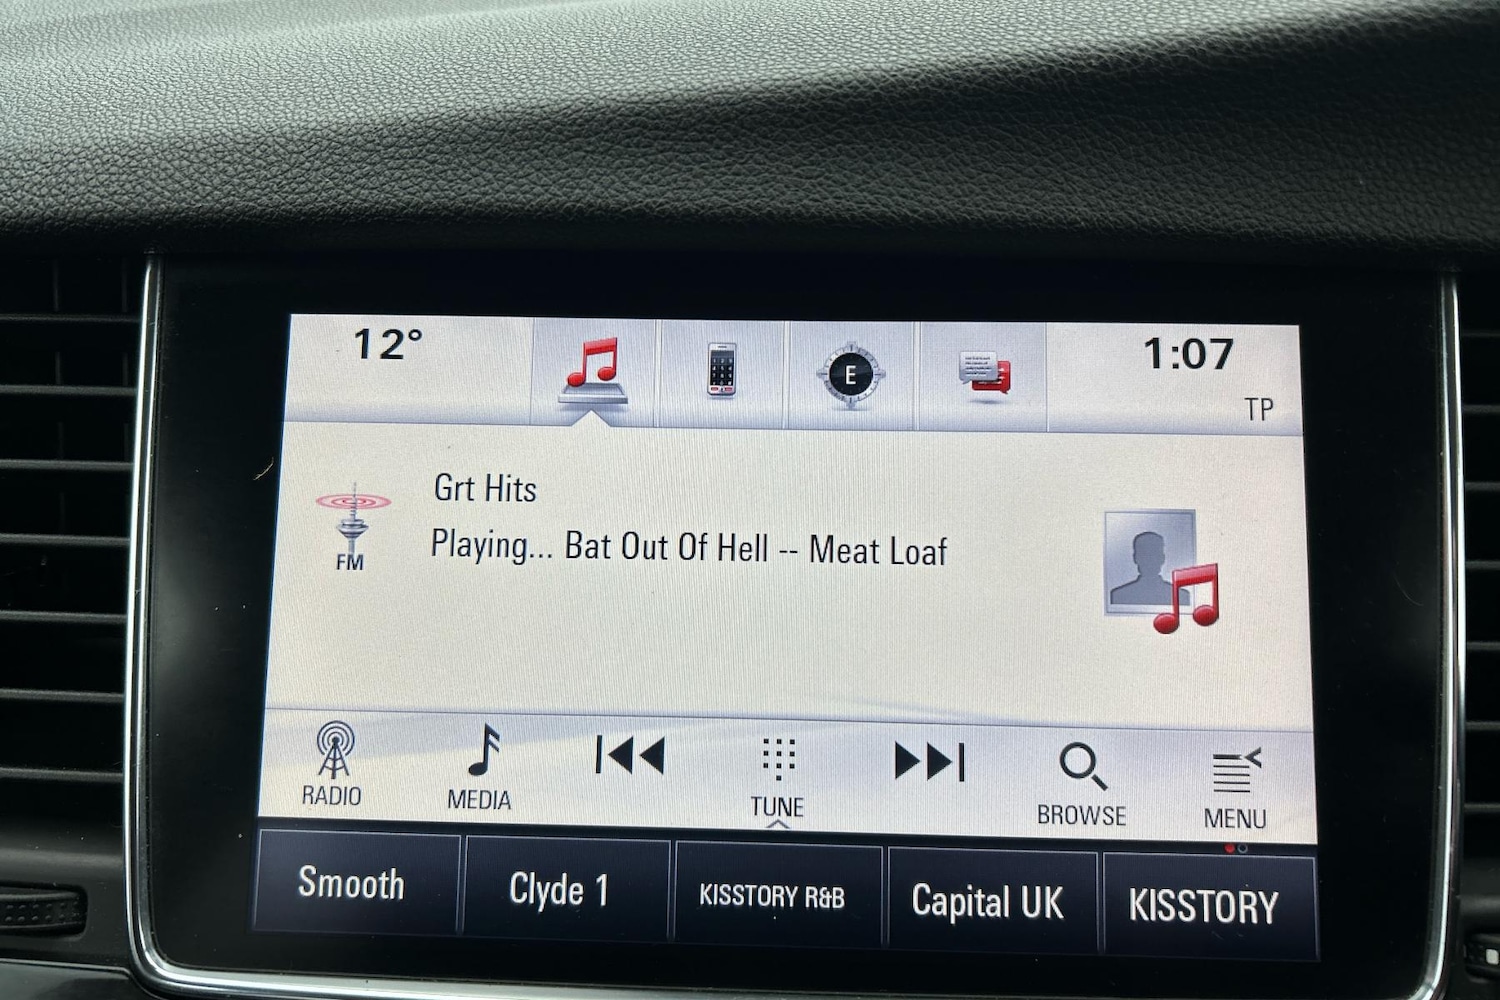 12°
E
1:07
TP
Grt Hits
FM
Playing... Bat Out Of Hell -- Meat Loaf
RADIO
MEDIA
TUNE
BROWSE
MENU
Smooth
Clyde 1
KISSTORY R&B
Capital UK
KISSTORY